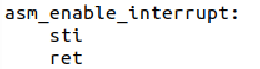 asm_enable_interrupt:
    sti
    ret